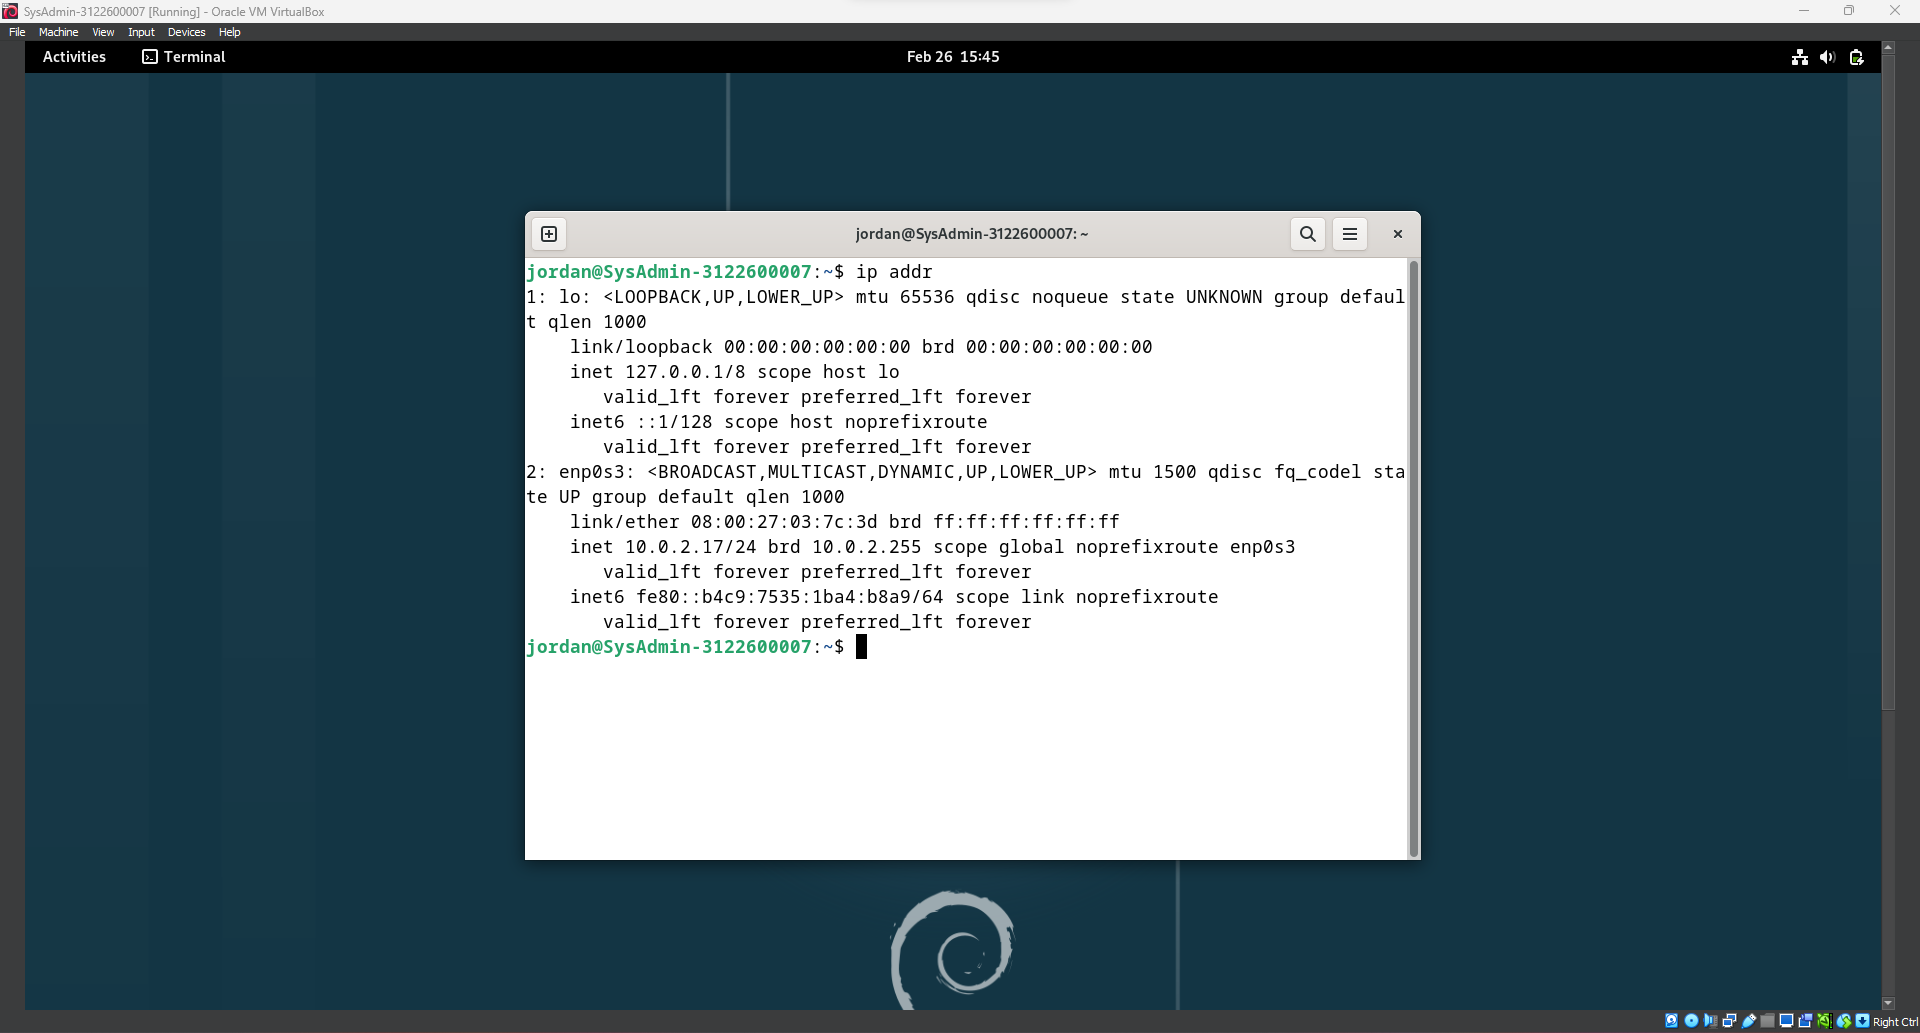 SysAdmin-3122600007 [Running] - Oracle VM VirtualBox
File Machine View Input Devices Help
Activities Terminal Feb 26 15:45
jordan@SysAdmin-3122600007: ~
jordan@SysAdmin-3122600007:~$ ip addr
1: lo: <LOOPBACK,UP,LOWER_UP> mtu 65536 qdisc noqueue state UNKNOWN group defaul
t qlen 1000
    link/loopback 00:00:00:00:00:00 brd 00:00:00:00:00:00
    inet 127.0.0.1/8 scope host lo
       valid_lft forever preferred_lft forever
    inet6 ::1/128 scope host noprefixroute
       valid_lft forever preferred_lft forever
2: enp0s3: <BROADCAST,MULTICAST,DYNAMIC,UP,LOWER_UP> mtu 1500 qdisc fq_codel sta
te UP group default qlen 1000
    link/ether 08:00:27:03:7c:3d brd ff:ff:ff:ff:ff:ff
    inet 10.0.2.17/24 brd 10.0.2.255 scope global noprefixroute enp0s3
       valid_lft forever preferred_lft forever
    inet6 fe80::b4c9:7535:1ba4:b8a9/64 scope link noprefixroute
       valid_lft forever preferred_lft forever
jordan@SysAdmin-3122600007:~$
Right Ctrl